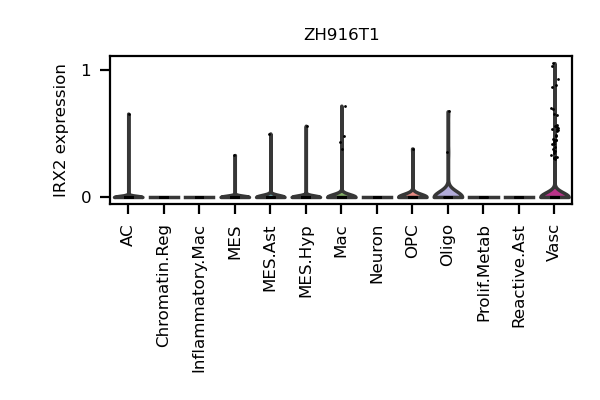 ZH916T1
IRX2 expression
1
0
AC
Chromatin.Reg
Inflammatory.Mac
MES
MES.Ast
MES.Hyp
Mac
Neuron
OPC
Oligo
Prolif.Metab
Reactive.Ast
Vasc